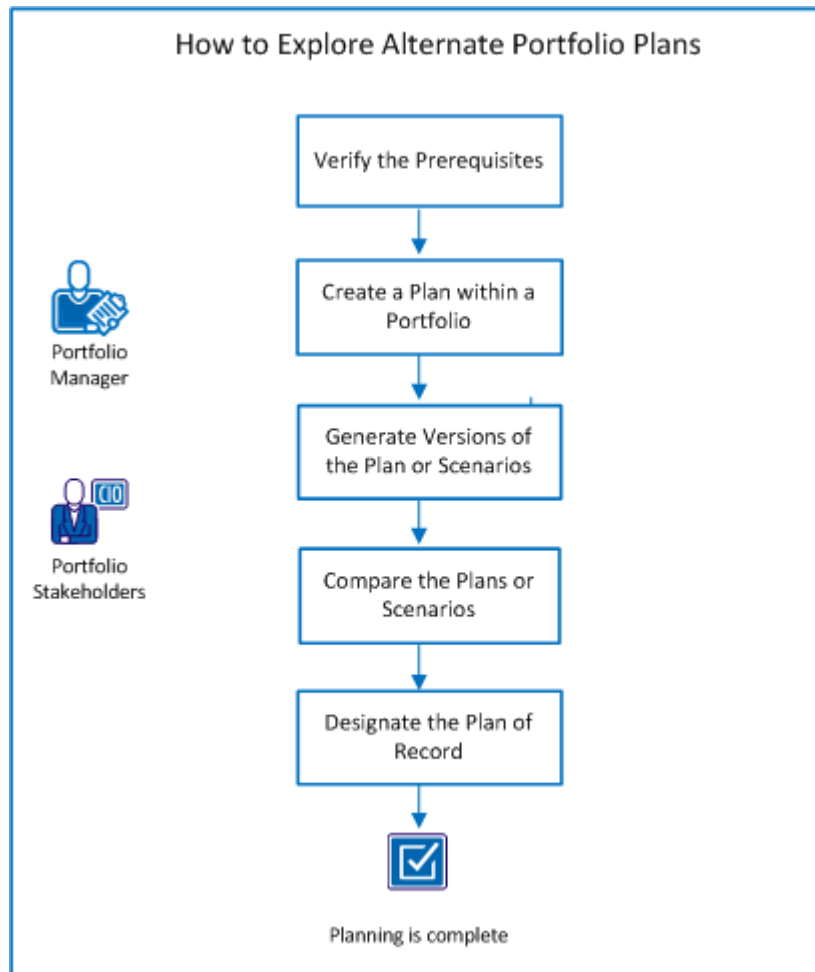 How to Explore Alternate Portfolio Plans
Verify the Prerequisites
Create a Plan within a
Portfolio
Portfolio
Manager
Generate Versions of
the Plan or Scenarios
CIO
Portfolio
Stakeholders
Compare the Plans or
Scenarios
Designate the Plan of
Record
Planning is complete